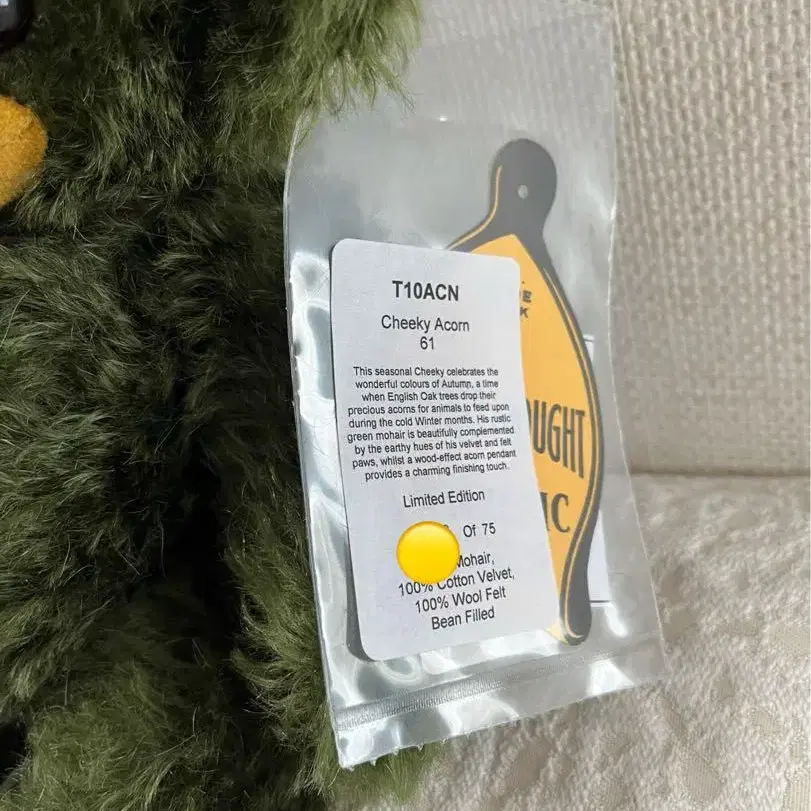 T10ACN
Cheeky Acorn
61
This seasonal Cheeky celebrates the
wonderful colours of Autumn, a time
when English Oak trees drop their
precious acorns for animals to feed upon
during the cold Winter months. His rustic
green mohair is beautifully complemented
by the earthy hues of his velvet and felt
paws, whilst a wood-effect acorn pendant
provides a charming finishing touch.
Limited Edition
Of 75
Mohair,
100% Cotton Velvet,
100% Wool Felt
Bean Filled
E
K
UGHT
IC